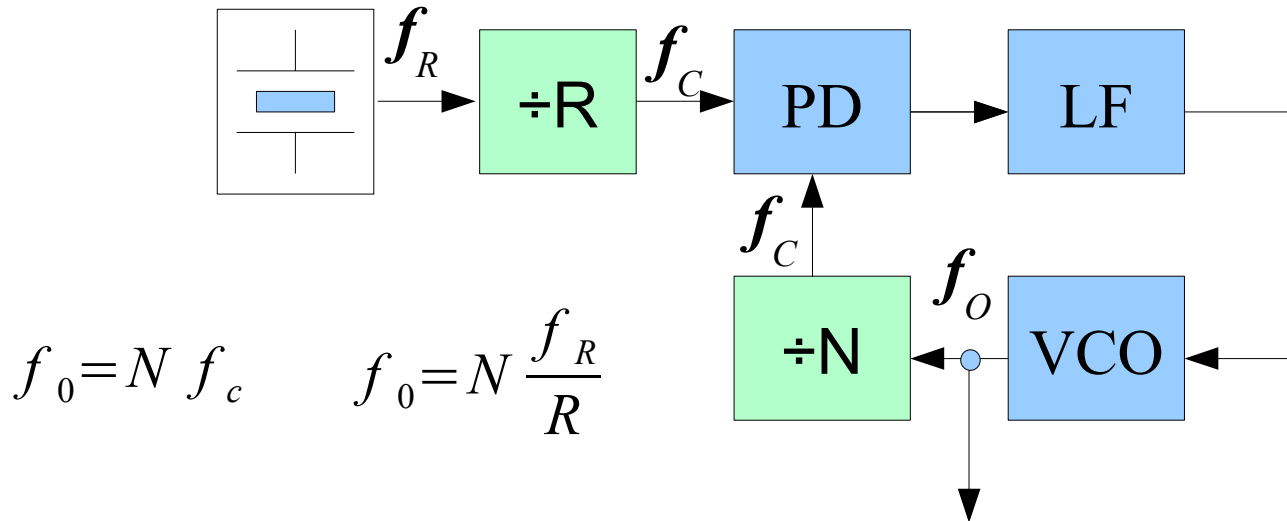 f_R
÷R
f_C
PD
LF
f_C
÷N
f_O
VCO
f_0 = N f_c
f_0 = N f_R / R